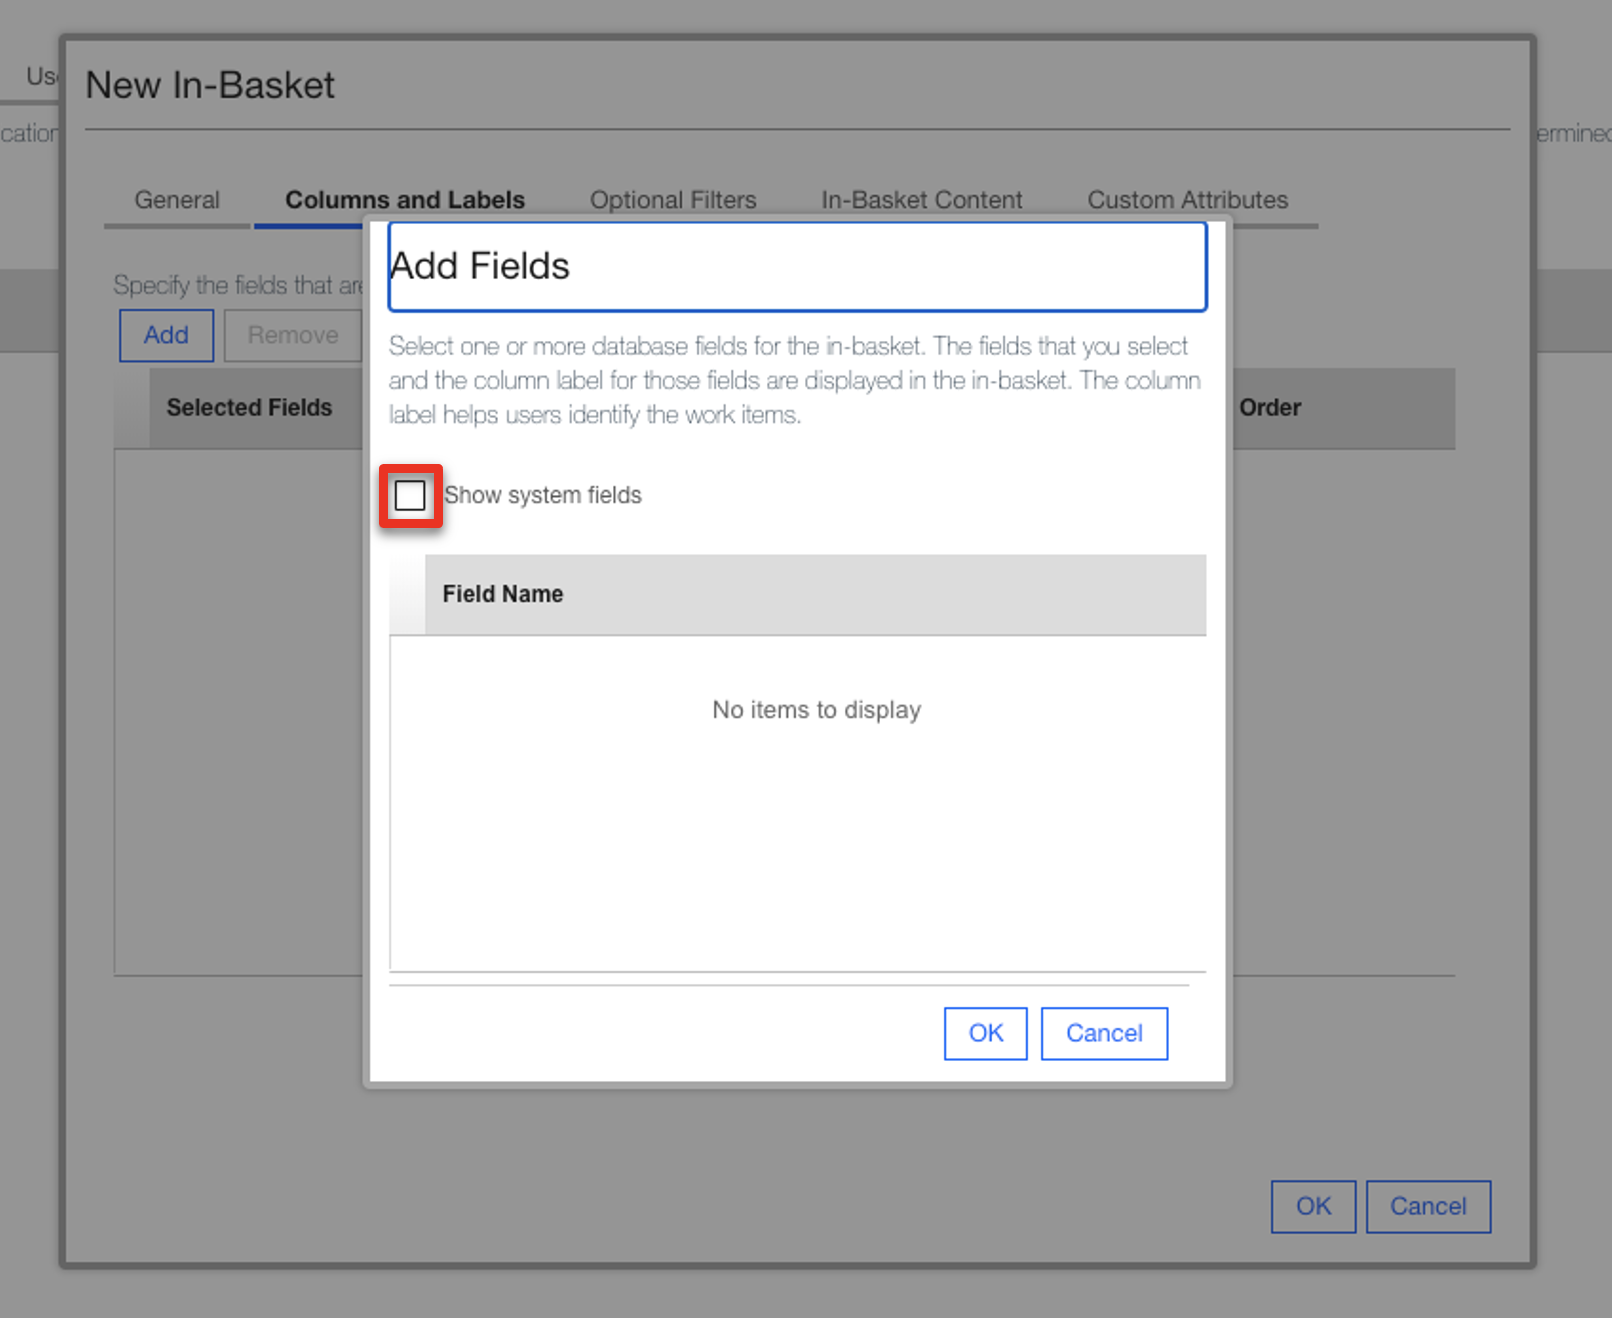 Use
New In-Basket
cation
ermined
General
Columns and Labels
Optional Filters
In-Basket Content
Custom Attributes
Specify the fields that are
Add
Remove
Selected Fields
Order
Add Fields
Select one or more database fields for the in-basket. The fields that you select
and the column label for those fields are displayed in the in-basket. The column
label helps users identify the work items.
Show system fields
Field Name
No items to display
OK
Cancel
OK
Cancel